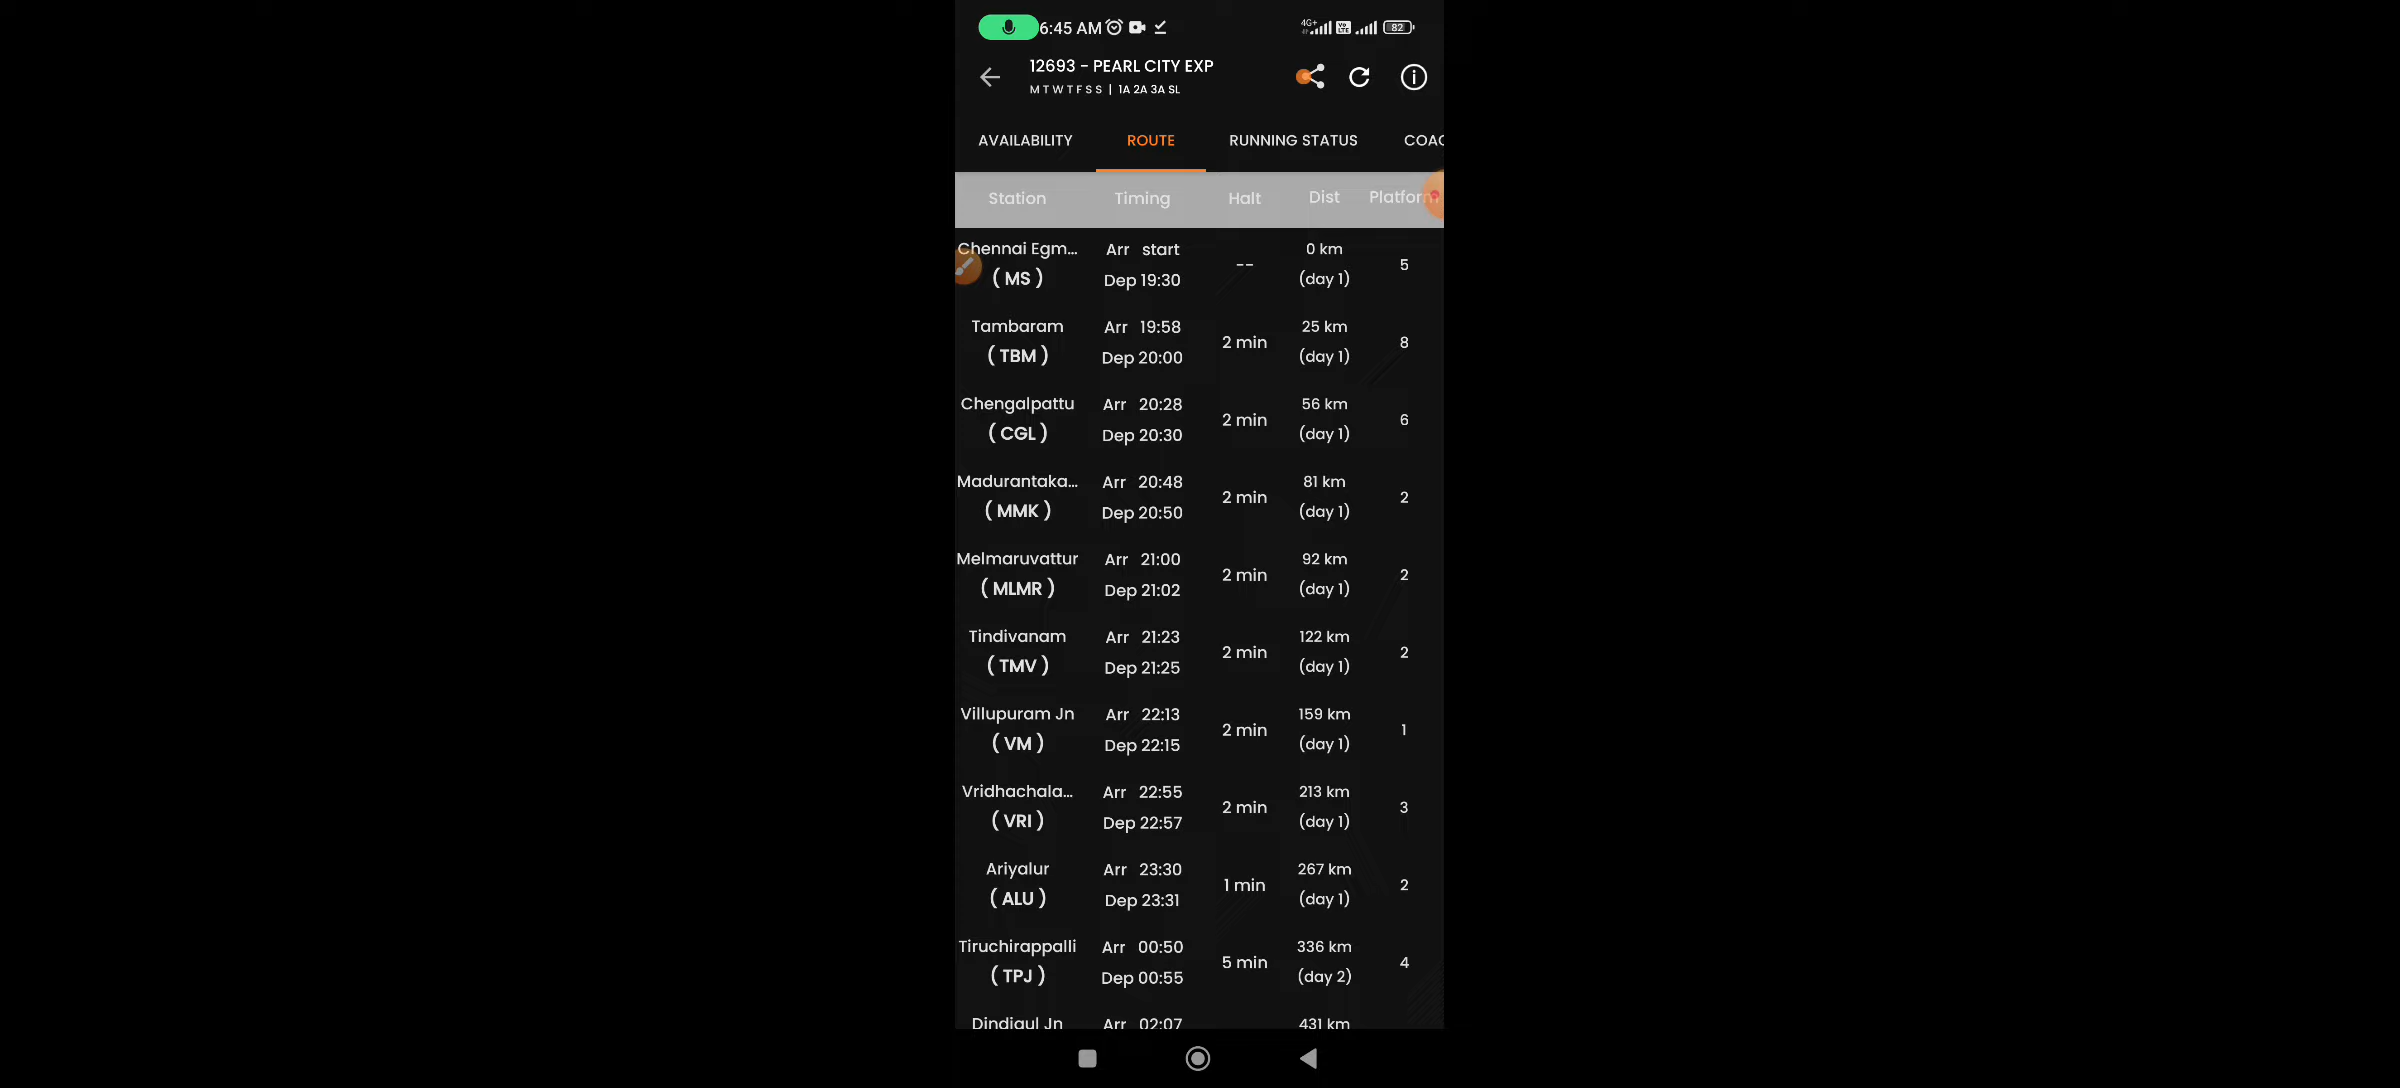 6:45 AM 4G+ Vo LTE 82
12693 - PEARL CITY EXP
M T W T F S S | 1A 2A 3A SL
AVAILABILITY ROUTE RUNNING STATUS COAC
Station Timing Halt Dist Platform
Chennai Egm... Arr start 0 km
( MS ) Dep 19:30 -- (day 1) 5
Tambaram Arr 19:58 25 km
( TBM ) Dep 20:00 2 min (day 1) 8
Chengalpattu Arr 20:28 56 km
( CGL ) Dep 20:30 2 min (day 1) 6
Madurantaka... Arr 20:48 81 km
( MMK ) Dep 20:50 2 min (day 1) 2
Melmaruvattur Arr 21:00 92 km
( MLMR ) Dep 21:02 2 min (day 1) 2
Tindivanam Arr 21:23 122 km
( TMV ) Dep 21:25 2 min (day 1) 2
Villupuram Jn Arr 22:13 159 km
( VM ) Dep 22:15 2 min (day 1) 1
Vridhachala... Arr 22:55 213 km
( VRI ) Dep 22:57 2 min (day 1) 3
Ariyalur Arr 23:30 267 km
( ALU ) Dep 23:31 1 min (day 1) 2
Tiruchirappalli Arr 00:50 336 km
( TPJ ) Dep 00:55 5 min (day 2) 4
Dindigul Jn Arr 02:07 431 km